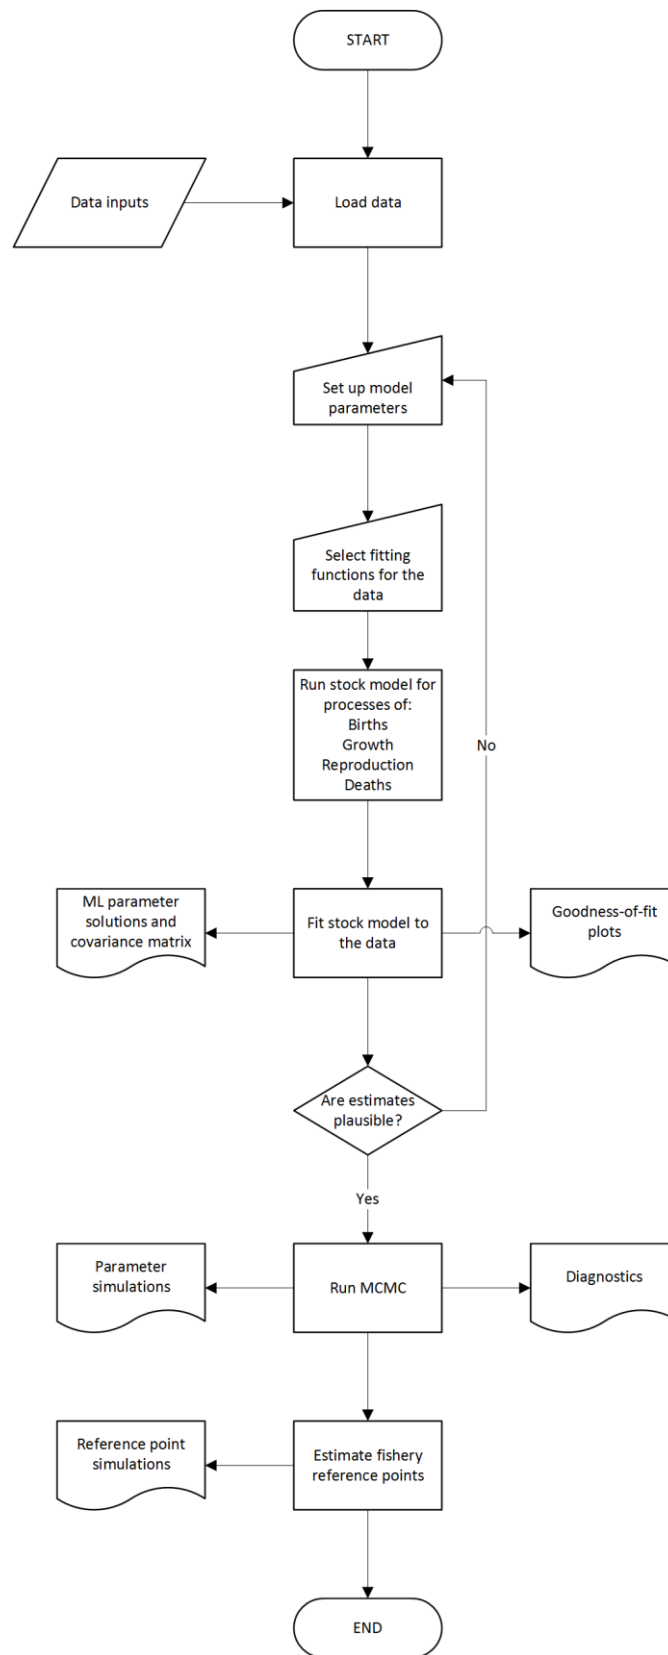 START
Data inputs
Load data
Set up model
parameters
Select fitting
functions for the
data
Run stock model for
processes of:
Births
Growth
Reproduction
Deaths
No
ML parameter
solutions and
covariance matrix
Fit stock model to
the data
Goodness-of-fit
plots
Are estimates
plausible?
Yes
Parameter
simulations
Run MCMC
Diagnostics
Reference point
simulations
Estimate fishery
reference points
END